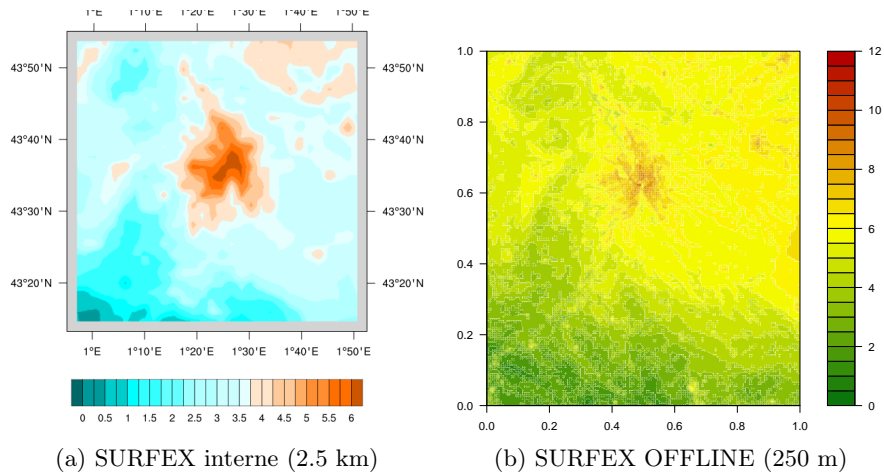 1°E 1°10'E 1°20'E 1°30'E 1°40'E 1°50'E
43°50'N 43°50'N
43°40'N 43°40'N
43°30'N 43°30'N
43°20'N 43°20'N
1°E 1°10'E 1°20'E 1°30'E 1°40'E 1°50'E
0 0.5 1 1.5 2 2.5 3 3.5 4 4.5 5 5.5 6
(a) SURFEX interne (2.5 km)
1.0
0.8
0.6
0.4
0.2
0.0
0.0 0.2 0.4 0.6 0.8 1.0
12
10
8
6
4
2
0
(b) SURFEX OFFLINE (250 m)